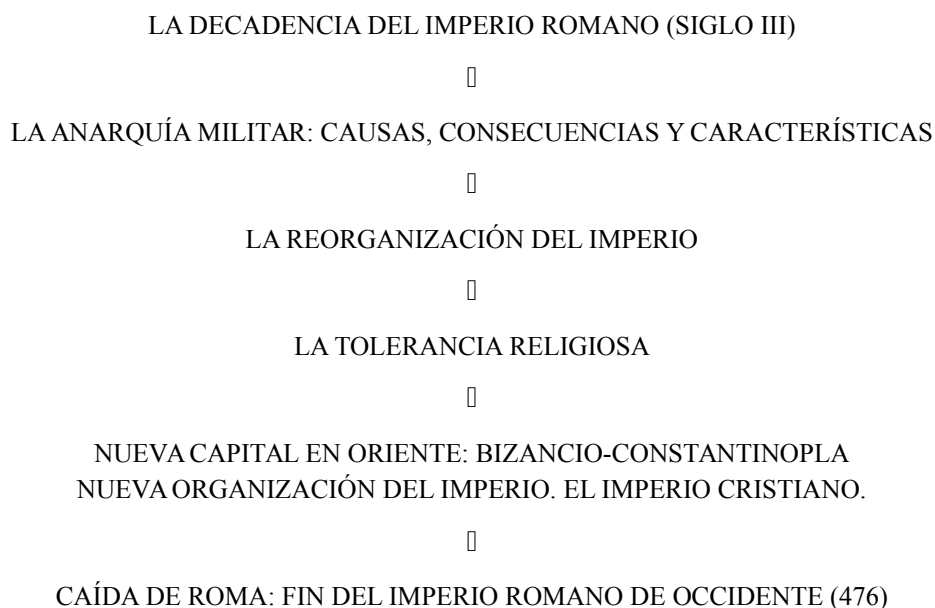 LA DECADENCIA DEL IMPERIO ROMANO (SIGLO III)
LA ANARQUÍA MILITAR: CAUSAS, CONSECUENCIAS Y CARACTERÍSTICAS
LA REORGANIZACIÓN DEL IMPERIO
LA TOLERANCIA RELIGIOSA
NUEVA CAPITAL EN ORIENTE: BIZANCIO-CONSTANTINOPLA
NUEVA ORGANIZACIÓN DEL IMPERIO. EL IMPERIO CRISTIANO.
CAÍDA DE ROMA: FIN DEL IMPERIO ROMANO DE OCCIDENTE (476)